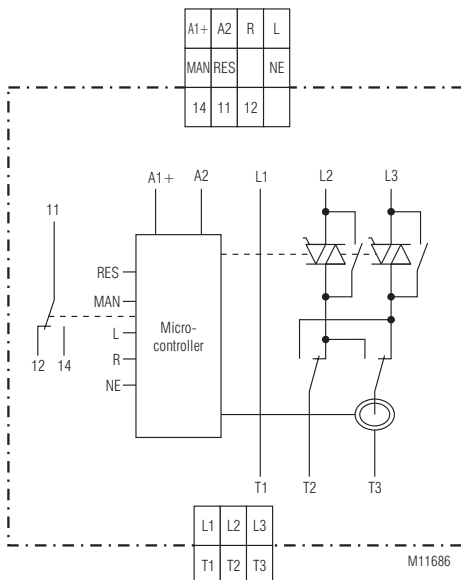 A1+ A2 R L
MAN RES NE
14 11 12
A1+ A2 L1 L2 L3
11
RES
MAN
L
R
NE
Micro-
controller
12 14
T1 T2 T3
L1 L2 L3
T1 T2 T3
M11686